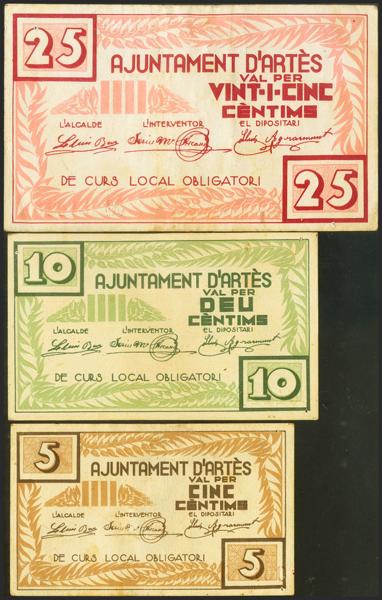 25
AJUNTAMENT D'ARTÈS
VAL PER
VINT-I-CINC
CÈNTIMS
L'ALCALDE L'INTERVENTOR EL DIPOSITARI
DE CURS LOCAL OBLIGATORI
25
10
AJUNTAMENT D'ARTÈS
VAL PER
DEU
CÈNTIMS
L'ALCALDE L'INTERVENTOR EL DIPOSITARI
DE CURS LOCAL OBLIGATORI
10
5
AJUNTAMENT D'ARTÈS
VAL PER
CINC
CÈNTIMS
L'ALCALDE L'INTERVENTOR EL DIPOSITARI
DE CURS LOCAL OBLIGATORI
5